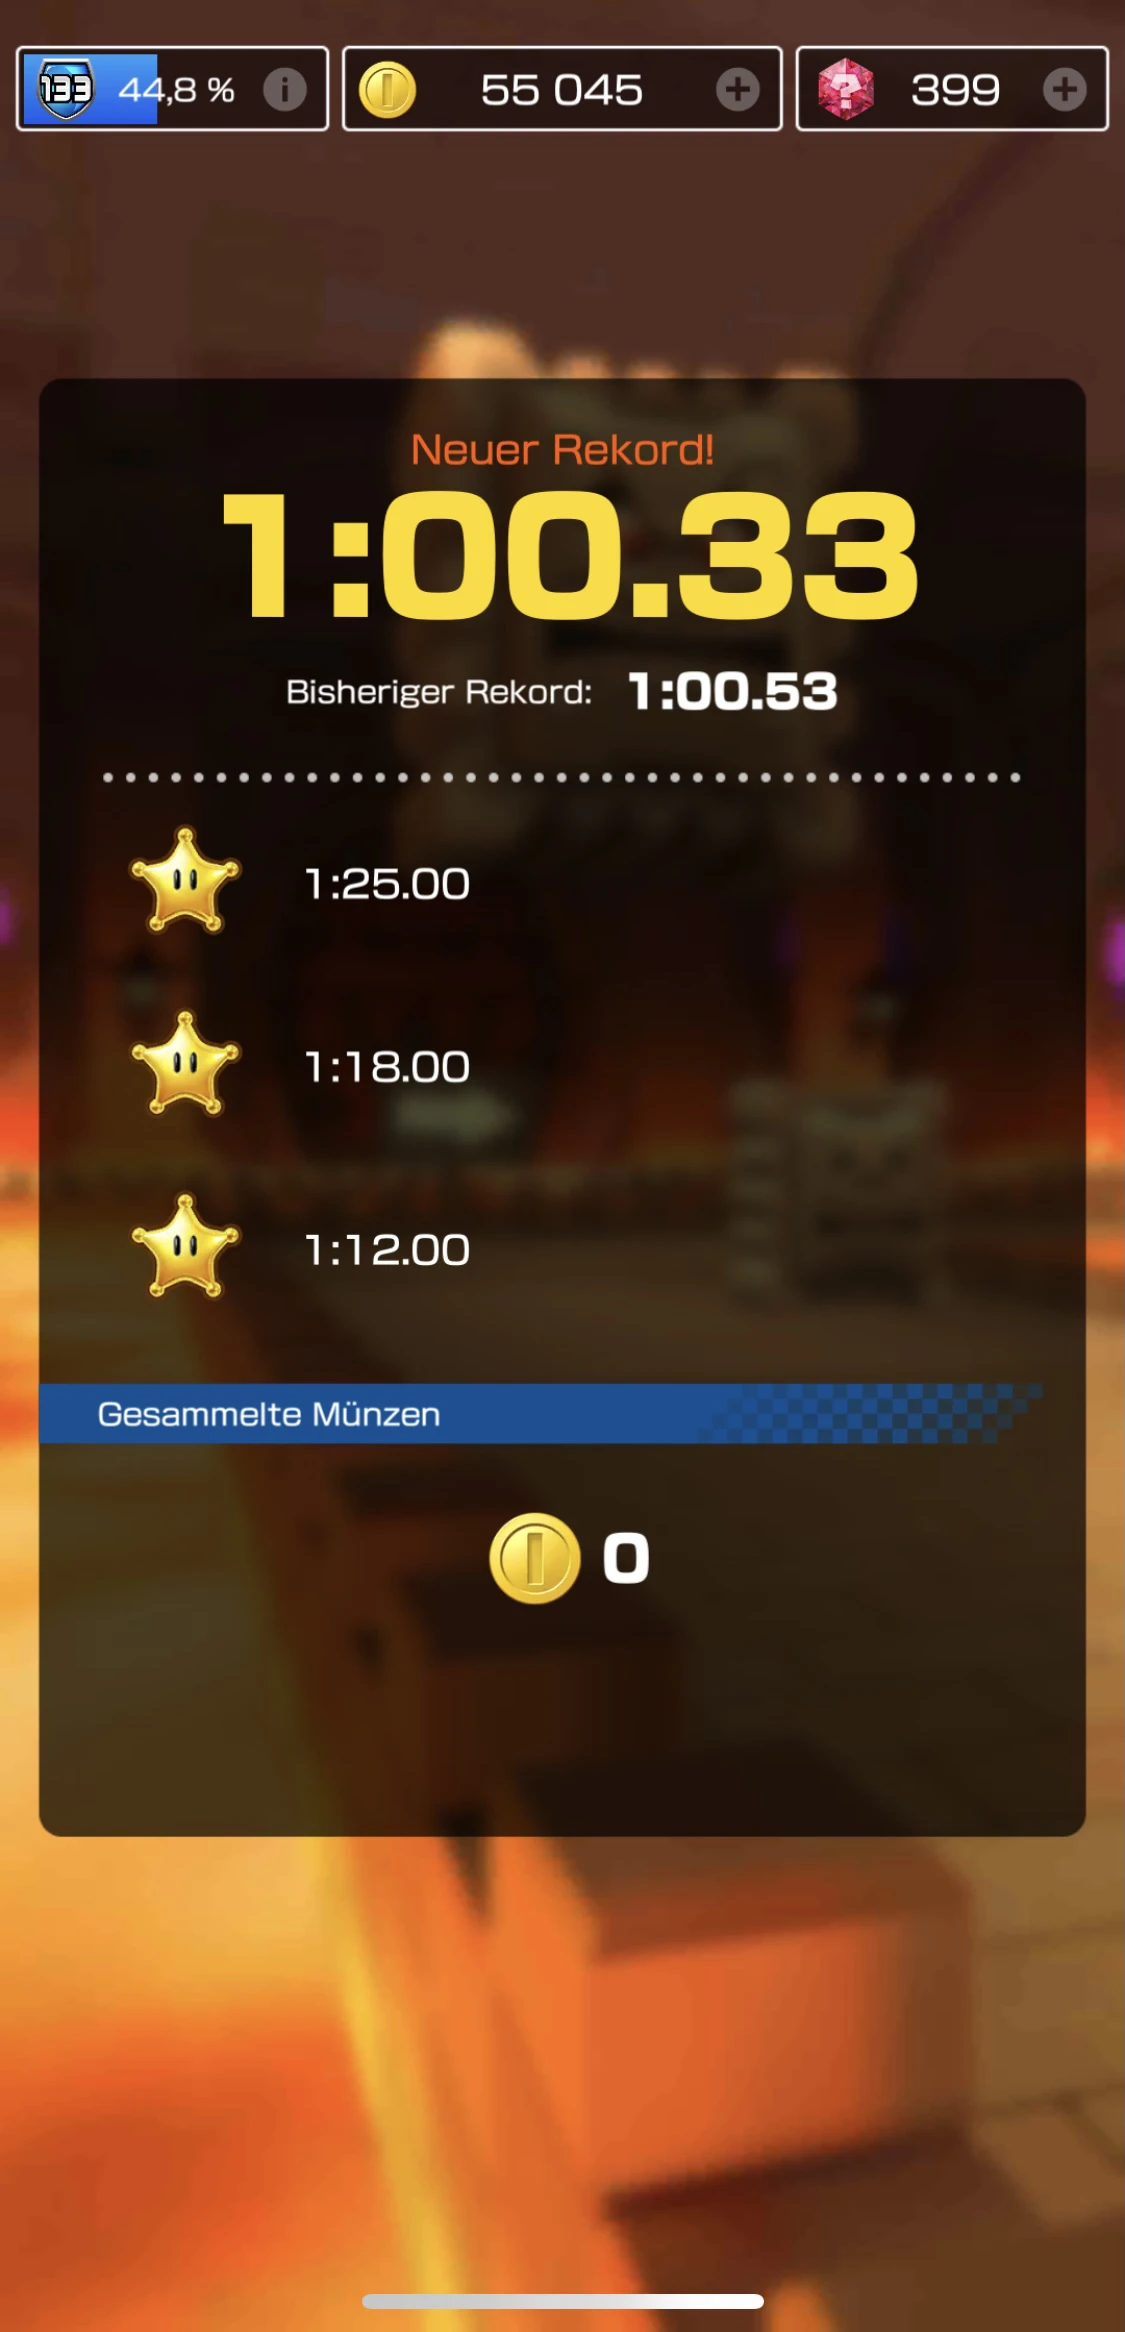 133 44,8 % i 55 045 + ? 399 +
Neuer Rekord!
1:00.33
Bisheriger Rekord: 1:00.53
1:25.00
1:18.00
1:12.00
Gesammelte Münzen
0